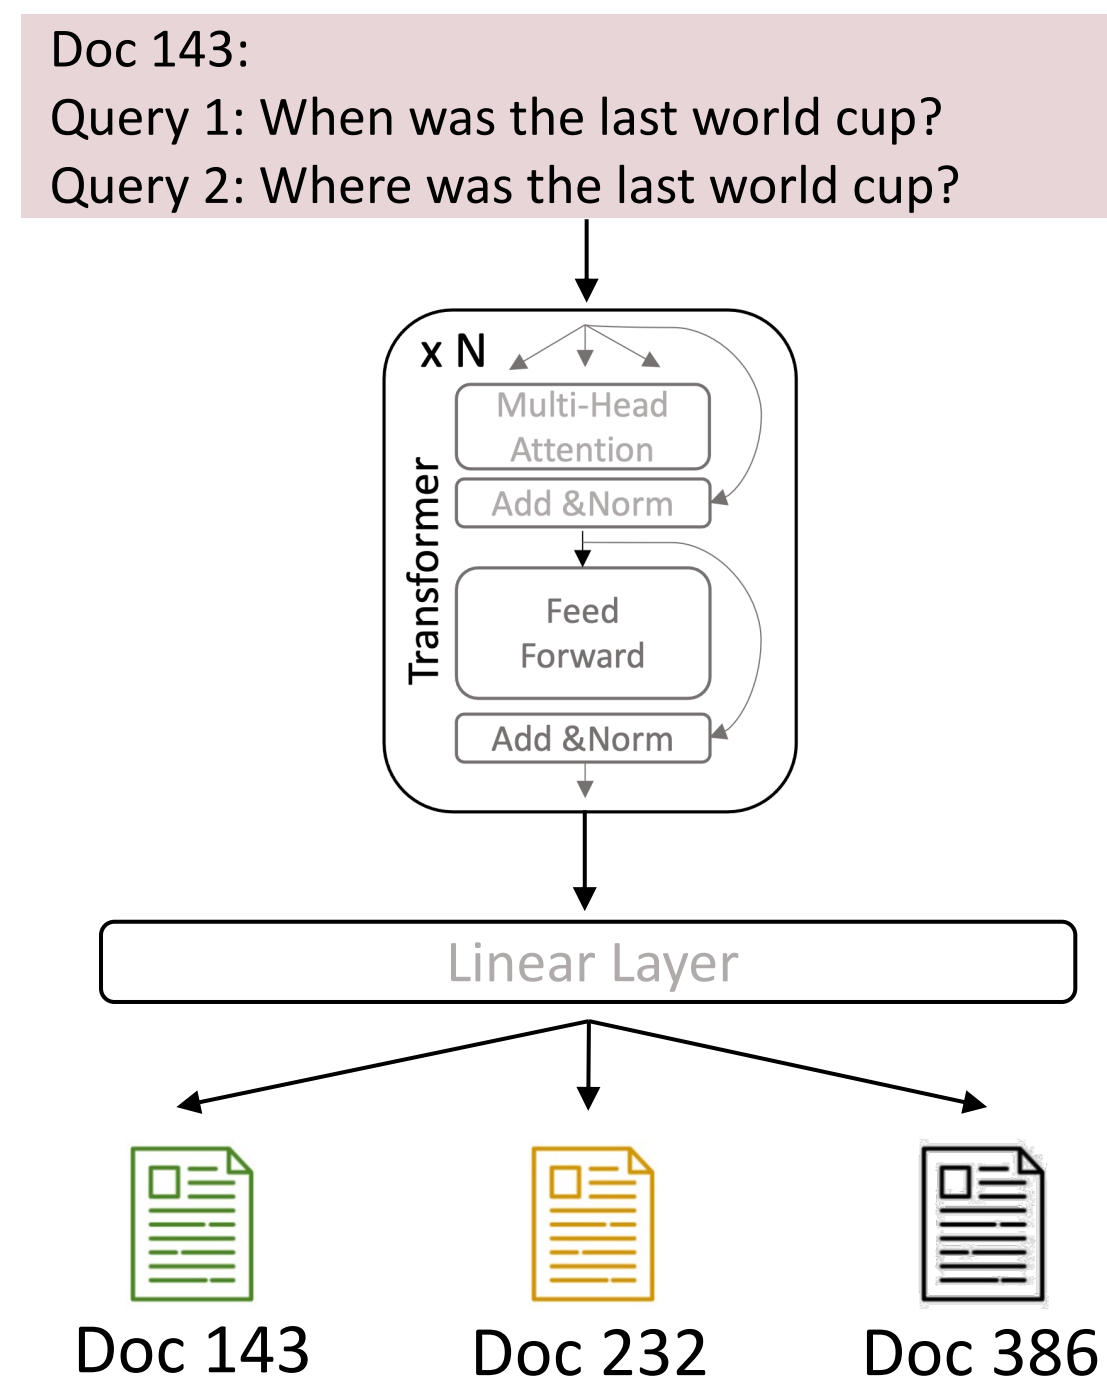 Doc 143:
Query 1: When was the last world cup?
Query 2: Where was the last world cup?
x N
Transformer
Multi-Head
Attention
Add &Norm
Feed
Forward
Add &Norm
Linear Layer
Doc 143
Doc 232
Doc 386